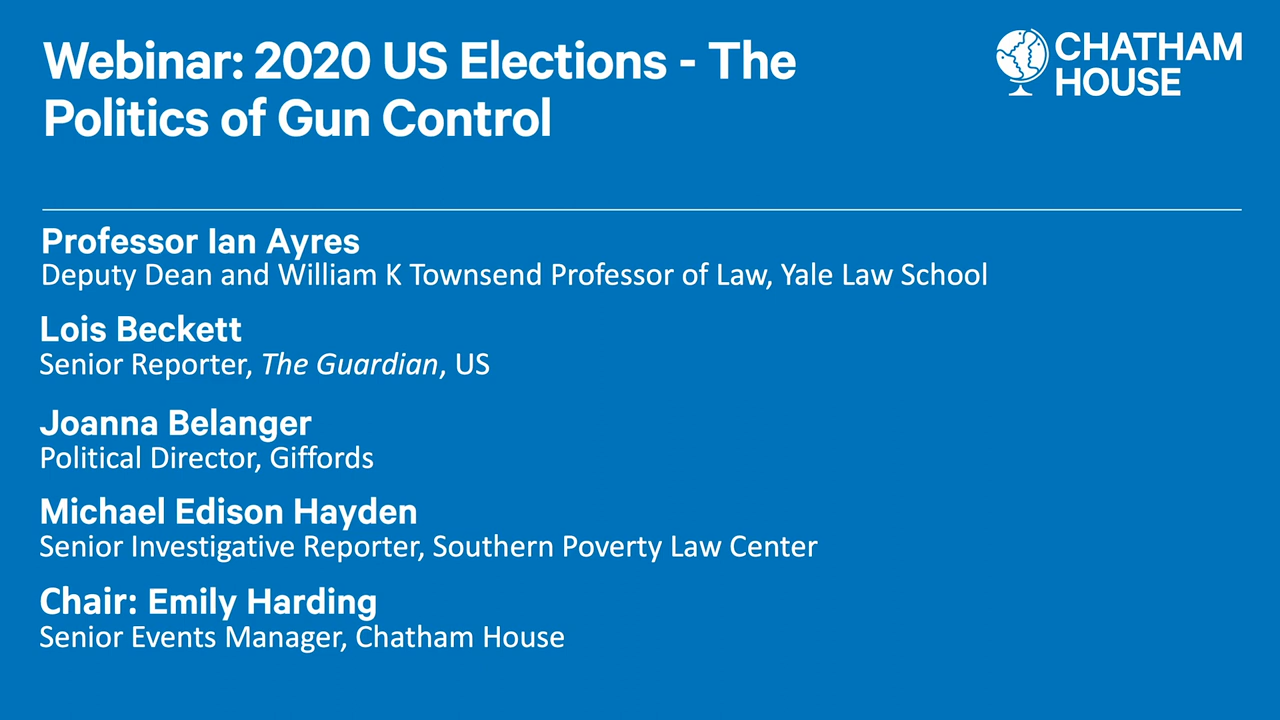 Webinar: 2020 US Elections - The
Politics of Gun Control
CHATHAM
HOUSE
Professor Ian Ayres
Deputy Dean and William K Townsend Professor of Law, Yale Law School
Lois Beckett
Senior Reporter, The Guardian, US
Joanna Belanger
Political Director, Giffords
Michael Edison Hayden
Senior Investigative Reporter, Southern Poverty Law Center
Chair: Emily Harding
Senior Events Manager, Chatham House